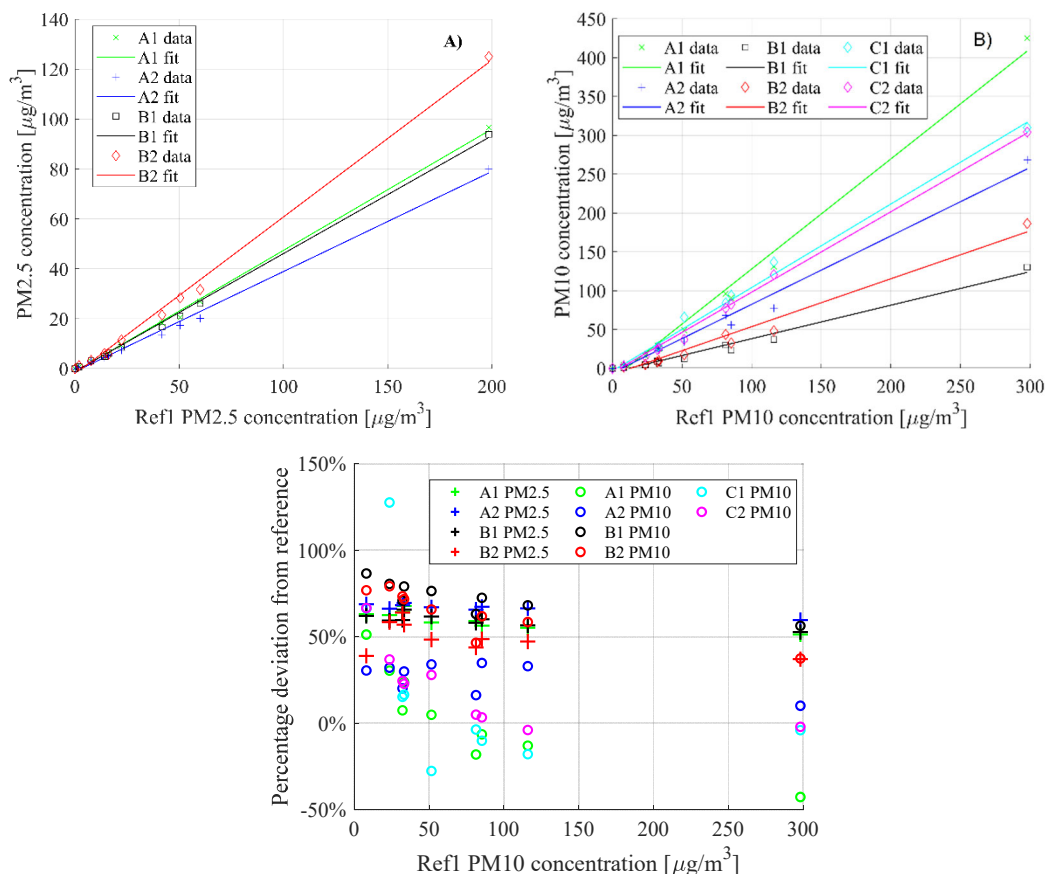 A)
140
120
100
80
60
40
20
0
PM2.5 concentration [μg/m³]
A1 data
A1 fit
A2 data
A2 fit
B1 data
B1 fit
B2 data
B2 fit
0 50 100 150 200
Ref1 PM2.5 concentration [μg/m³]
B)
450
400
350
300
250
200
150
100
50
0
PM10 concentration [μg/m³]
A1 data B1 data C1 data
A1 fit B1 fit C1 fit
A2 data B2 data C2 data
A2 fit B2 fit C2 fit
0 50 100 150 200 250 300
Ref1 PM10 concentration [μg/m³]
150%
100%
50%
0%
-50%
Percentage deviation from reference
A1 PM2.5 A1 PM10 C1 PM10
A2 PM2.5 A2 PM10 C2 PM10
B1 PM2.5 B1 PM10
B2 PM2.5 B2 PM10
0 50 100 150 200 250 300
Ref1 PM10 concentration [μg/m³]